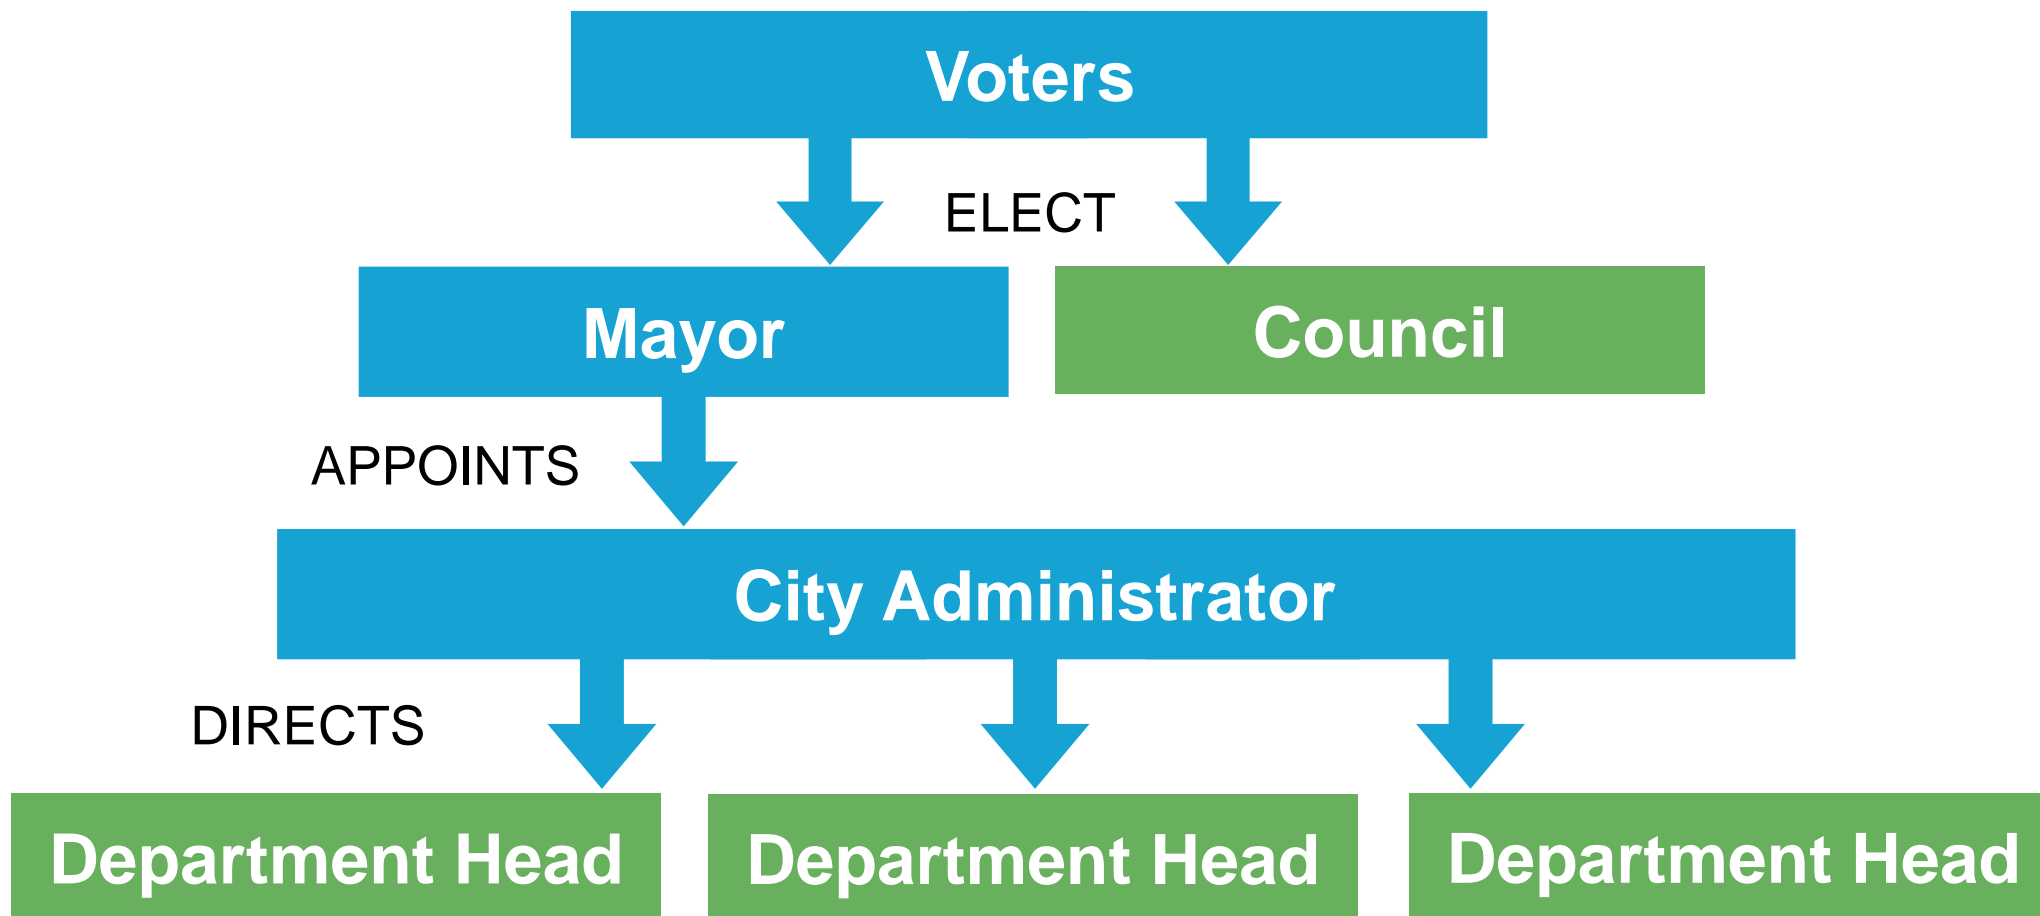 Voters
ELECT
Mayor
Council
APPOINTS
City Administrator
DIRECTS
Department Head
Department Head
Department Head